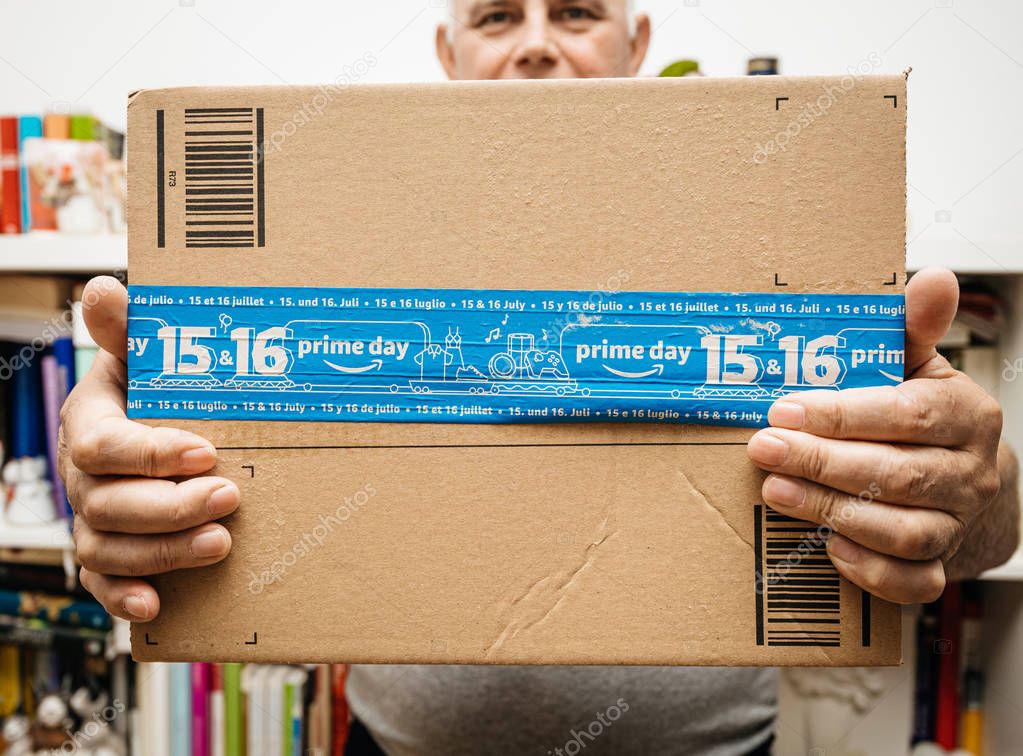 R73
de julio • 15 et 16 juillet • 15. und 16. Juli • 15 e 16 luglio • 15 & 16 July • 15 y 16 de julio • 15 et 16 juillet • 15. und 16. Juli • 15 e 16
ay 15 & 16 prime day prime day 15 & 16 prim
uli • 15 e 16 luglio • 15 & 16 July • 15 y 16 de julio • 15 et 16 juillet • 15. und 16. Juli • 15 e 16 luglio • 15 & 16 July